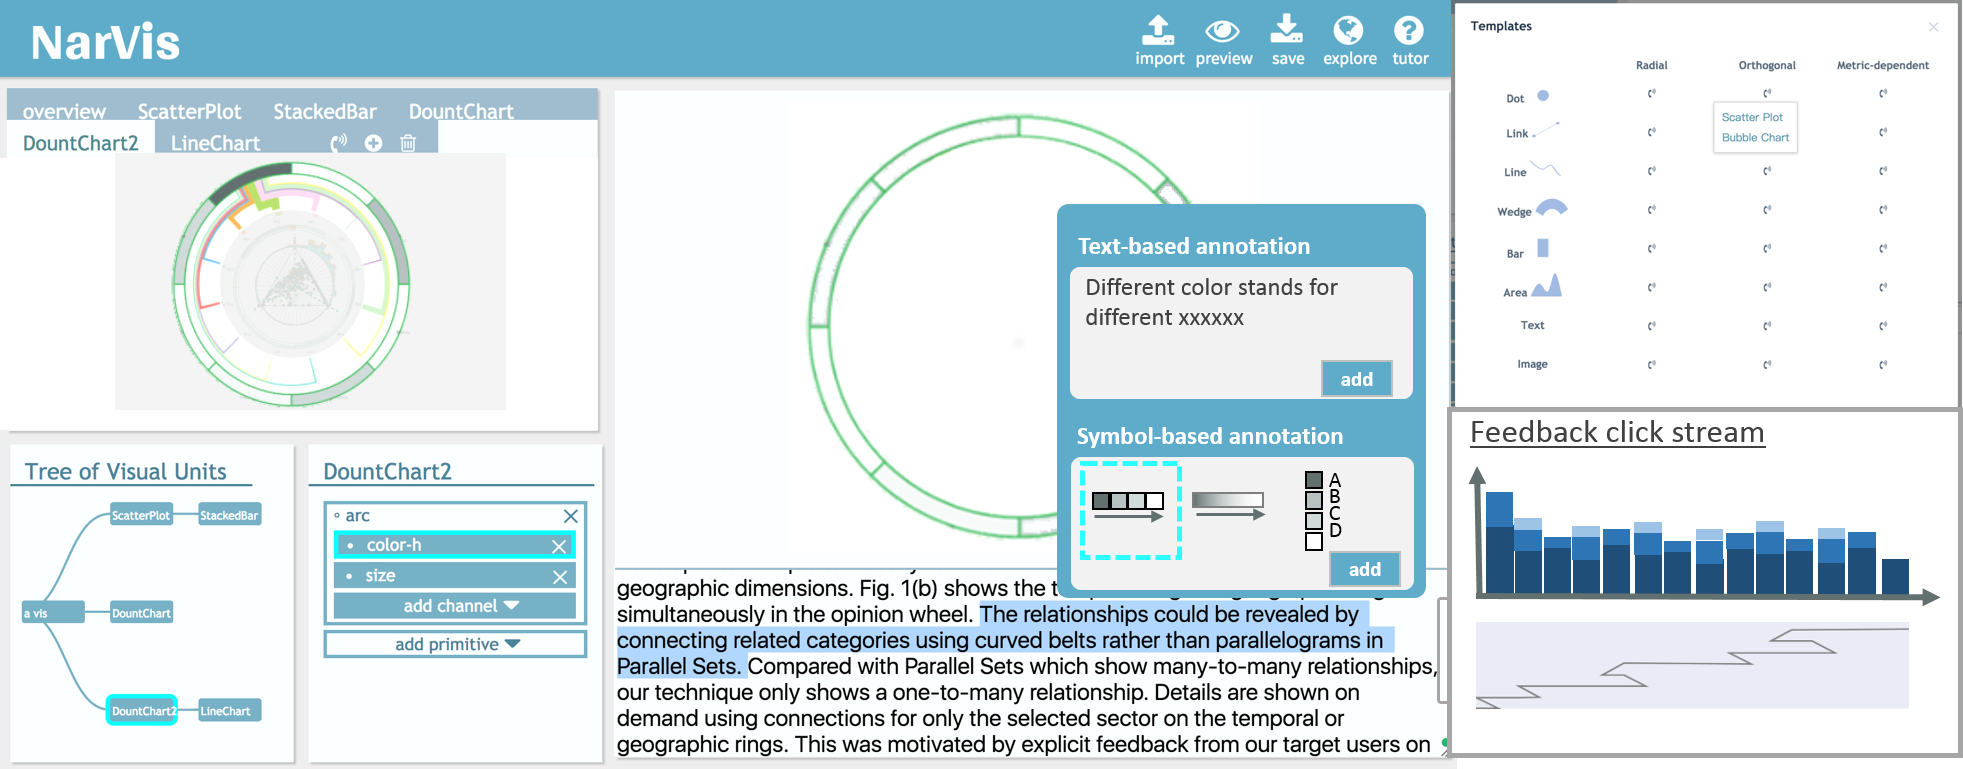 NarVis
import
preview
save
explore
tutor
overview
ScatterPlot
StackedBar
DountChart
DountChart2
LineChart
Tree of Visual Units
ScatterPlot
StackedBar
a vis
DountChart
DountChart2
LineChart
DountChart2
arc
color-h
size
add channel
add primitive
Text-based annotation
Different color stands for
different xxxxxx
add
Symbol-based annotation
A
B
C
D
add
geographic dimensions. Fig. 1(b) shows the
simultaneously in the opinion wheel. The relationships could be revealed by
connecting related categories using curved belts rather than parallelograms in
Parallel Sets. Compared with Parallel Sets which show many-to-many relationships,
our technique only shows a one-to-many relationship. Details are shown on
demand using connections for only the selected sector on the temporal or
geographic rings. This was motivated by explicit feedback from our target users on
Templates
Radial
Orthogonal
Metric-dependent
Dot
Scatter Plot
Bubble Chart
Link
Line
Wedge
Bar
Area
Text
Image
Feedback click stream